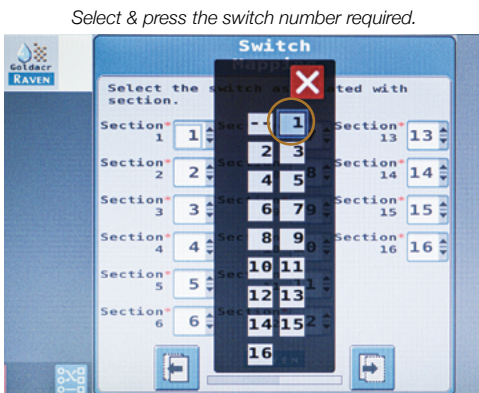 Select & press the switch number required.
Switch
Goldacr
RAVEN
Select the switch ted with
section.
Section*
1
1
Section*
2
2
Section*
3
3
Section*
4
4
Section*
5
5
Section*
6
6
--
1
2
3
4
5
6
7
8
9
10
11
12
13
14
15
16
Section*
13
13
Section*
14
14
Section*
15
15
Section*
16
16